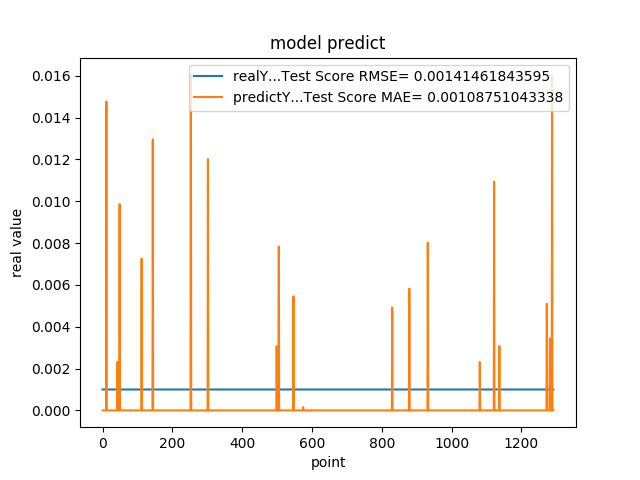 model predict
realY...Test Score RMSE= 0.00141461843595
predictY...Test Score MAE= 0.00108751043338
0.016
0.014
0.012
0.010
0.008
0.006
0.004
0.002
0.000
real value
0 200 400 600 800 1000 1200
point